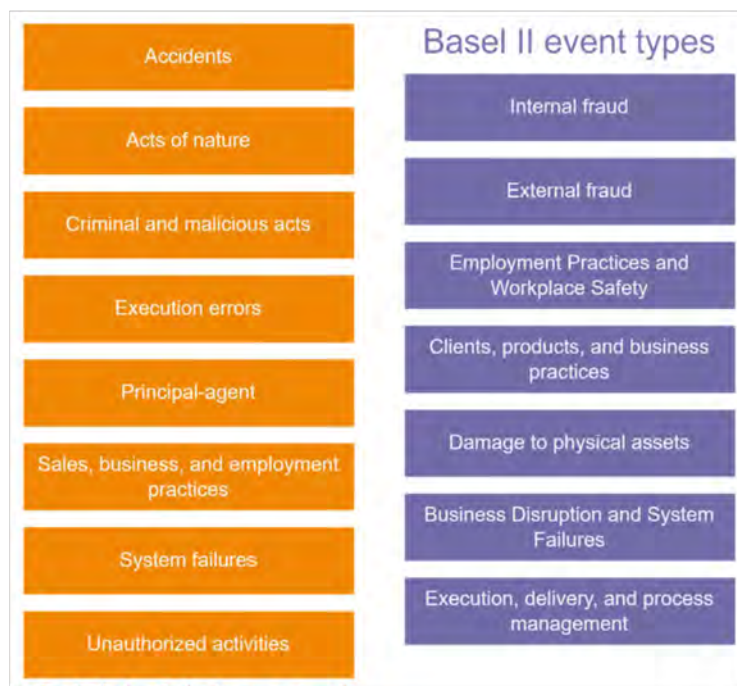 Accidents
Acts of nature
Criminal and malicious acts
Execution errors
Principal-agent
Sales, business, and employment
practices
System failures
Unauthorized activities
Basel II event types
Internal fraud
External fraud
Employment Practices and
Workplace Safety
Clients, products, and business
practices
Damage to physical assets
Business Disruption and System
Failures
Execution, delivery, and process
management